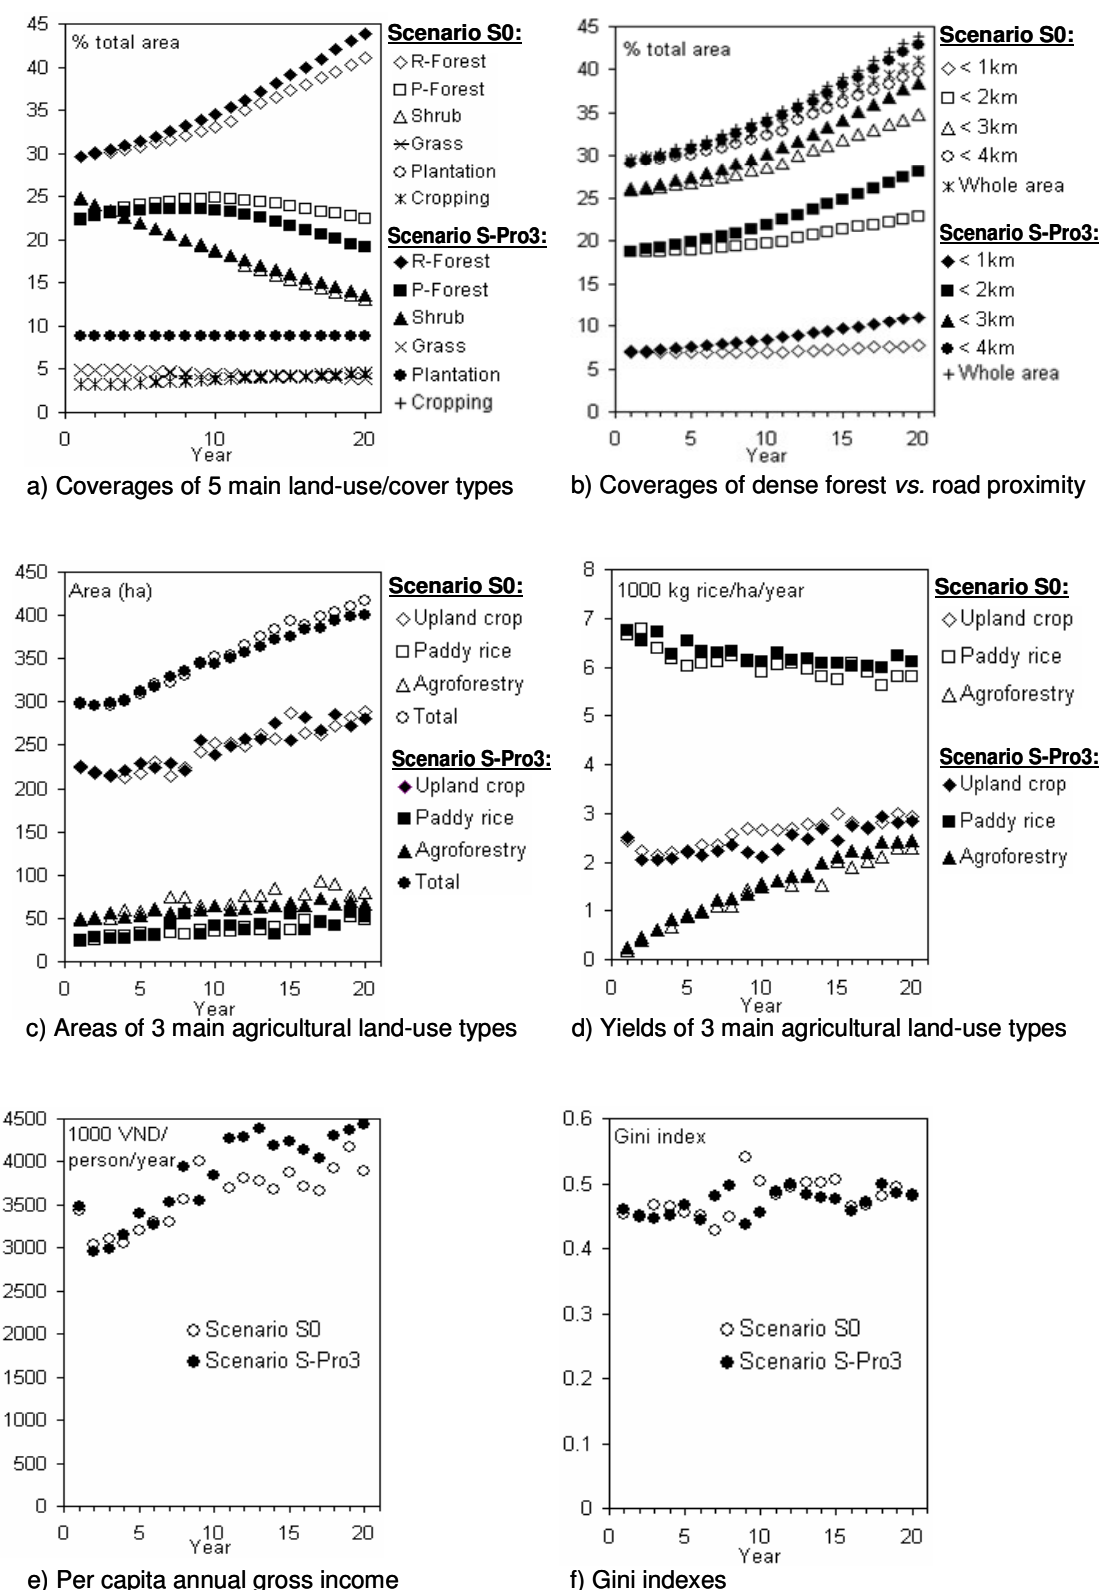 45
40
35
30
25
20
15
10
5
0
% total area
0
10
20
Year
Scenario S0:
R-Forest
P-Forest
Shrub
Grass
Plantation
Cropping
Scenario S-Pro3:
R-Forest
P-Forest
Shrub
Grass
Plantation
Cropping
a) Coverages of 5 main land-use/cover types
45
40
35
30
25
20
15
10
5
0
% total area
0
5
10
15
20
Year
Scenario S0:
< 1km
< 2km
< 3km
< 4km
Whole area
Scenario S-Pro3:
< 1km
< 2km
< 3km
< 4km
Whole area
b) Coverages of dense forest vs. road proximity
450
400
350
300
250
200
150
100
50
0
Area (ha)
0
5
10
15
20
Year
Scenario S0:
Upland crop
Paddy rice
Agroforestry
Total
Scenario S-Pro3:
Upland crop
Paddy rice
Agroforestry
Total
c) Areas of 3 main agricultural land-use types
8
7
6
5
4
3
2
1
0
1000 kg rice/ha/year
0
5
10
15
20
Year
Scenario S0:
Upland crop
Paddy rice
Agroforestry
Scenario S-Pro3:
Upland crop
Paddy rice
Agroforestry
d) Yields of 3 main agricultural land-use types
4500
4000
3500
3000
2500
2000
1500
1000
500
0
1000 VND/
person/year
Scenario S0
Scenario S-Pro3
0
5
10
15
20
Year
e) Per capita annual gross income
0.6
0.5
0.4
0.3
0.2
0.1
0
Gini index
Scenario S0
Scenario S-Pro3
0
5
10
15
20
Year
f) Gini indexes